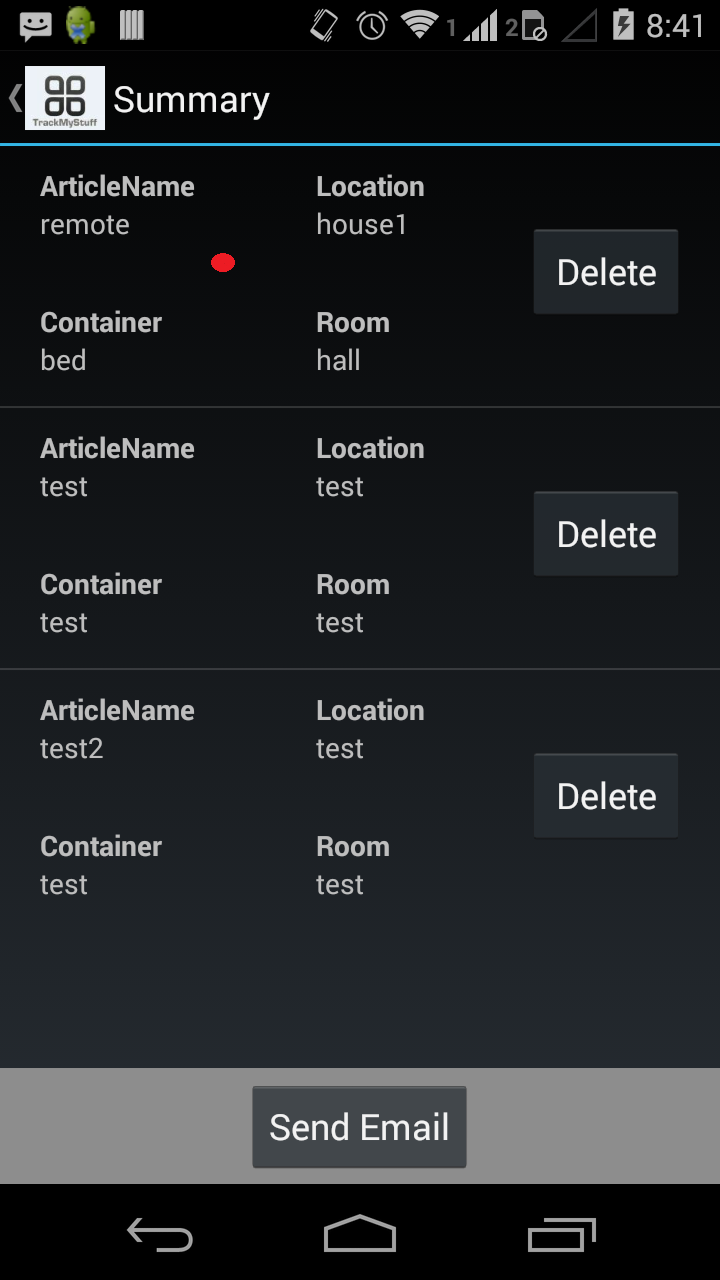 1 2 8:41
TrackMyStuff
Summary
ArticleName Location
remote house1
Delete
Container Room
bed hall
ArticleName Location
test test
Delete
Container Room
test test
ArticleName Location
test2 test
Delete
Container Room
test test
Send Email